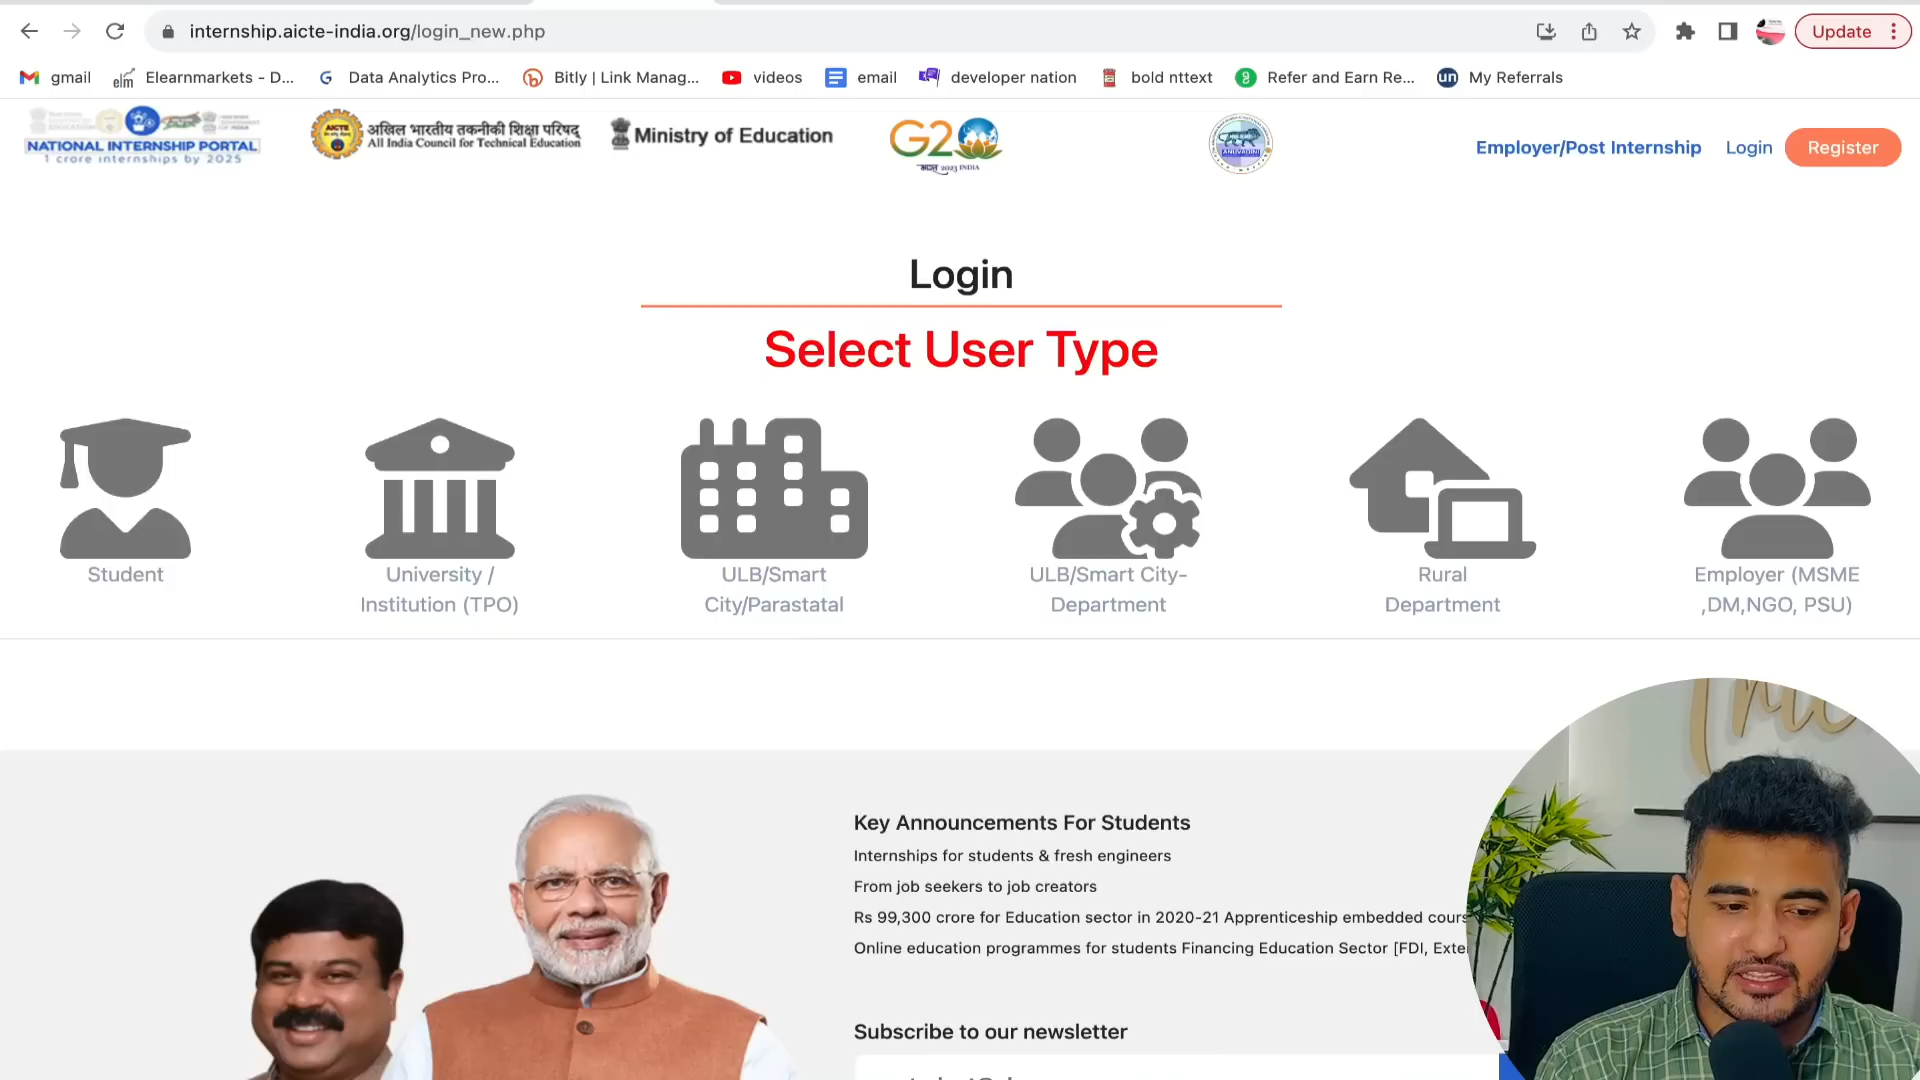 internship.aicte-india.org/login_new.php
Update
gmail
Elearnmarkets - D...
Data Analytics Pro...
Bitly | Link Manag...
videos
email
developer nation
bold nttext
Refer and Earn Re...
My Referrals
NATIONAL INTERNSHIP PORTAL
1 crore internships by 2025
अखिल भारतीय तकनीकी शिक्षा परिषद्
All India Council for Technical Education
Ministry of Education
G2
2023 INDIA
Employer/Post Internship
Login
Register
Login
Select User Type
Student
University /
Institution (TPO)
ULB/Smart
City/Parastatal
ULB/Smart City-
Department
Rural
Department
Employer (MSME
,DM,NGO, PSU)
Key Announcements For Students
Internships for students & fresh engineers
From job seekers to job creators
Rs 99,300 crore for Education sector in 2020-21 Apprenticeship embedded cours
Online education programmes for students Financing Education Sector [FDI, Exte
Subscribe to our newsletter